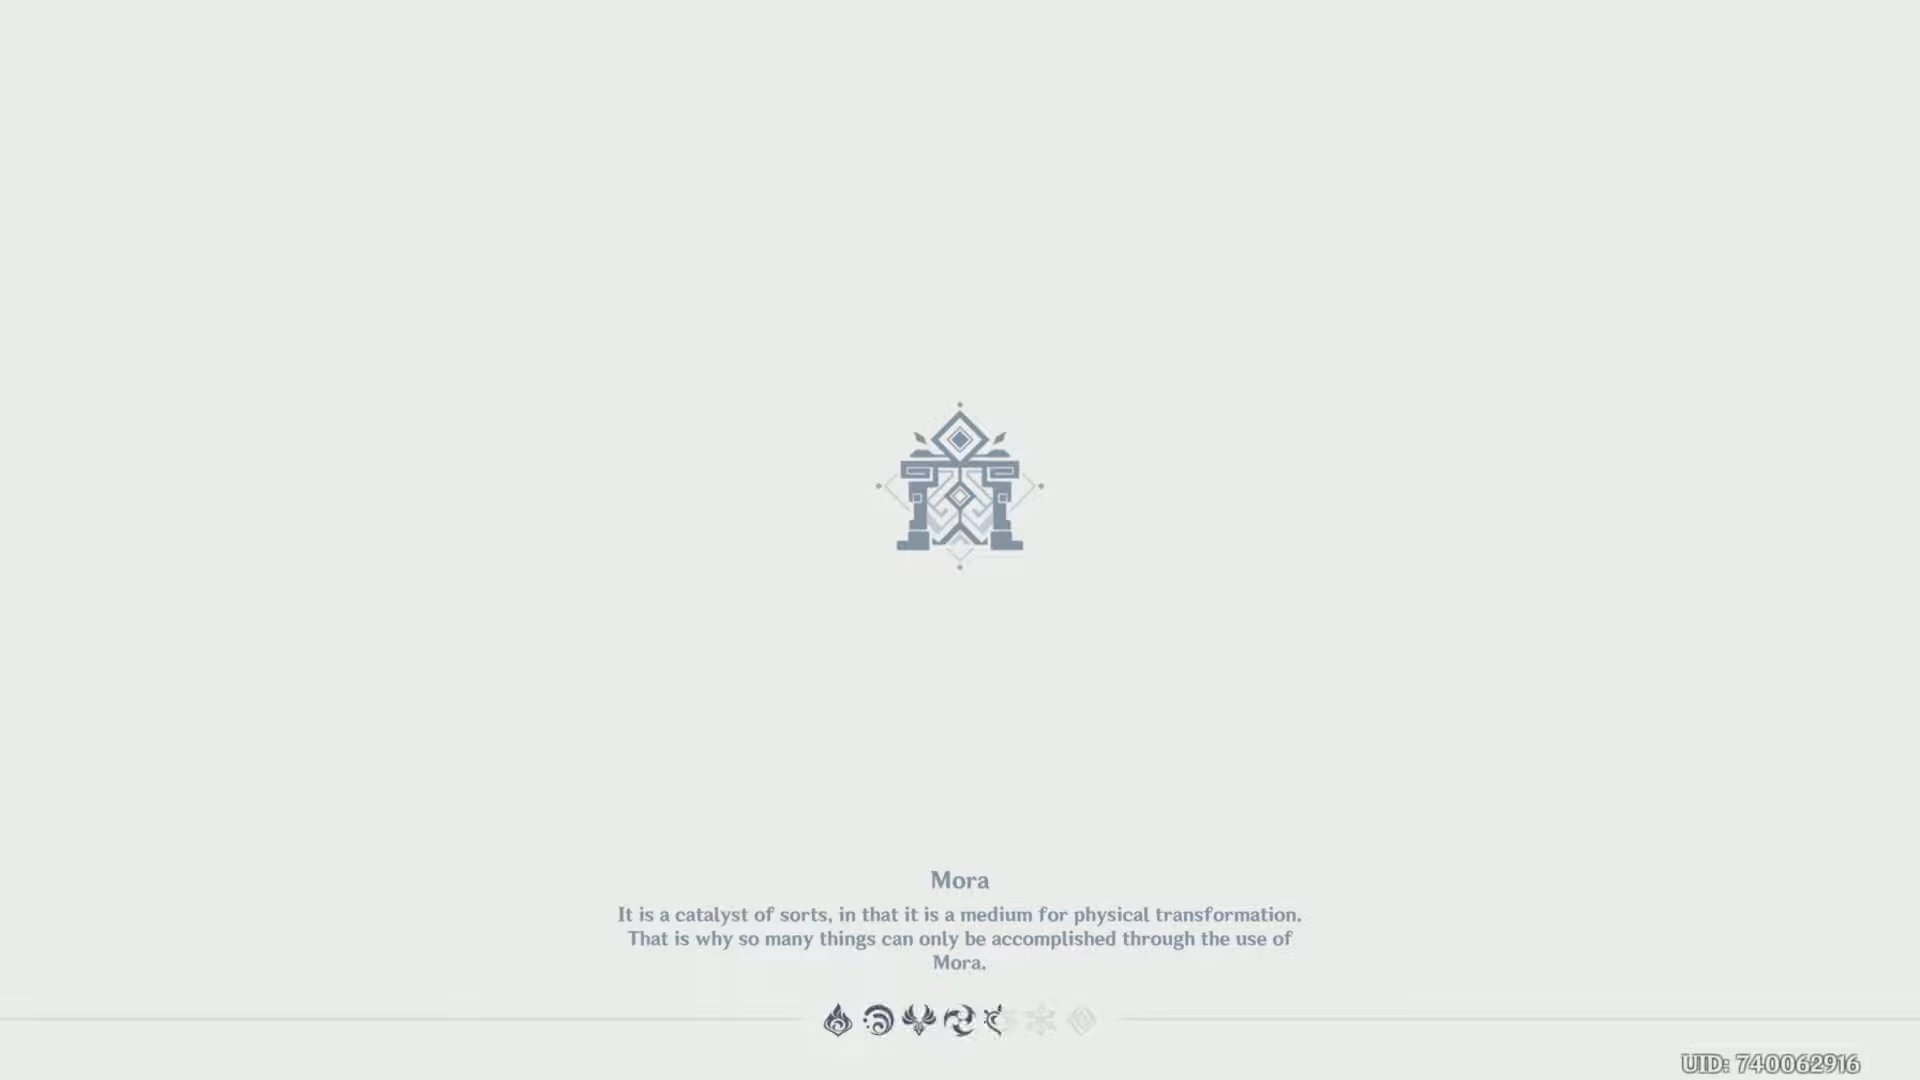 Mora
It is a catalyst of sorts, in that it is a medium for physical transformation.
That is why so many things can only be accomplished through the use of
Mora.
UID: 740062916